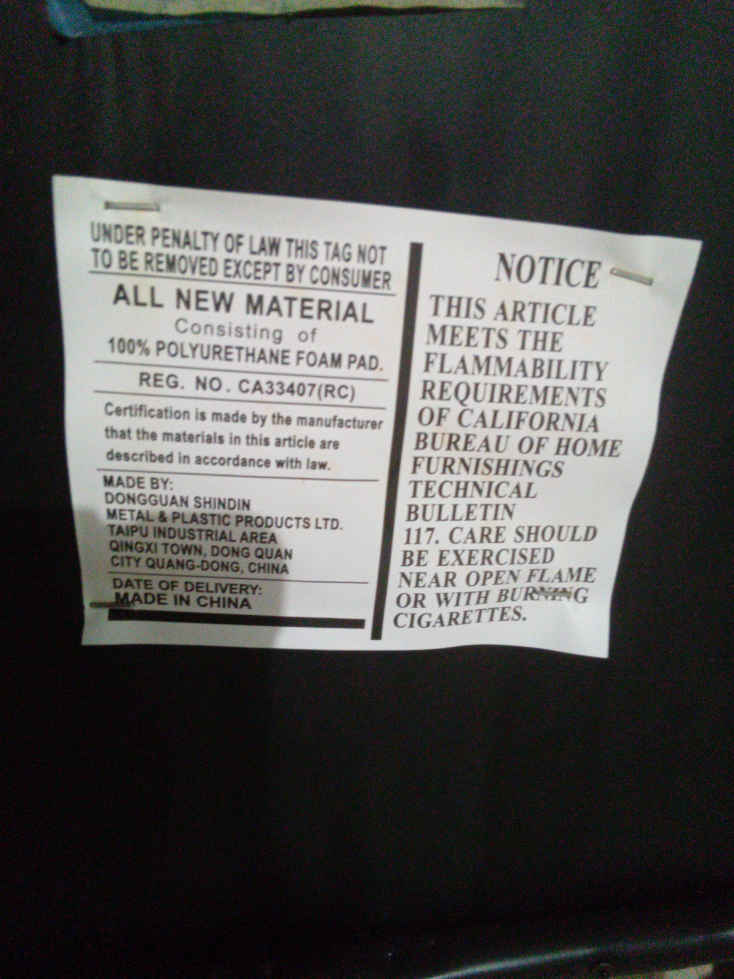 UNDER PENALTY OF LAW THIS TAG NOT
TO BE REMOVED EXCEPT BY CONSUMER
ALL NEW MATERIAL
Consisting of
100% POLYURETHANE FOAM PAD.
REG. NO. CA33407(RC)
Certification is made by the manufacturer
that the materials in this article are
described in accordance with law.
MADE BY:
DONGGUAN SHINDIN
METAL & PLASTIC PRODUCTS LTD.
TAIPU INDUSTRIAL AREA
QINGXI TOWN, DONG QUAN
CITY QUANG-DONG, CHINA
DATE OF DELIVERY:
MADE IN CHINA
NOTICE
THIS ARTICLE
MEETS THE
FLAMMABILITY
REQUIREMENTS
OF CALIFORNIA
BUREAU OF HOME
FURNISHINGS
TECHNICAL
BULLETIN
117. CARE SHOULD
BE EXERCISED
NEAR OPEN FLAME
OR WITH BURNING
CIGARETTES.